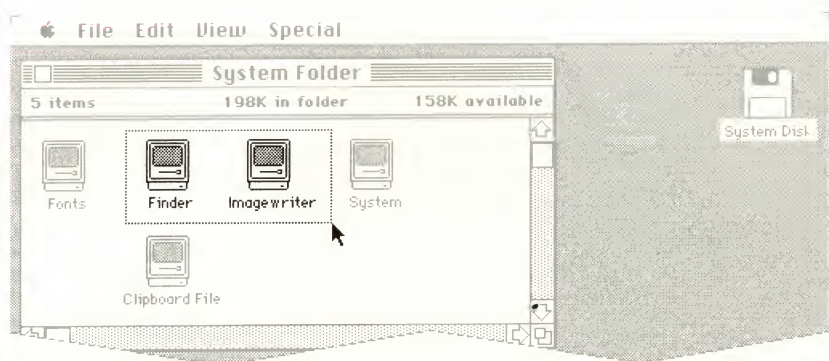 File Edit View Special
System Folder
5 items 198K in folder 158K available
System Disk
Fonts Finder Imagewriter System
Clipboard File